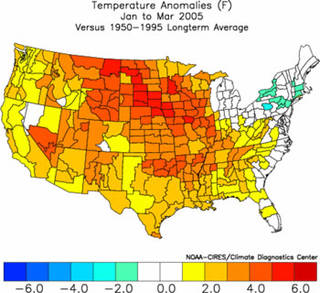 Temperature Anomalies (F)
Jan to Mar 2005
Versus 1950-1995 Longterm Average
NOAA-CIRES/Climate Diagnostics Center
-6.0 -4.0 -2.0 0.0 2.0 4.0 6.0